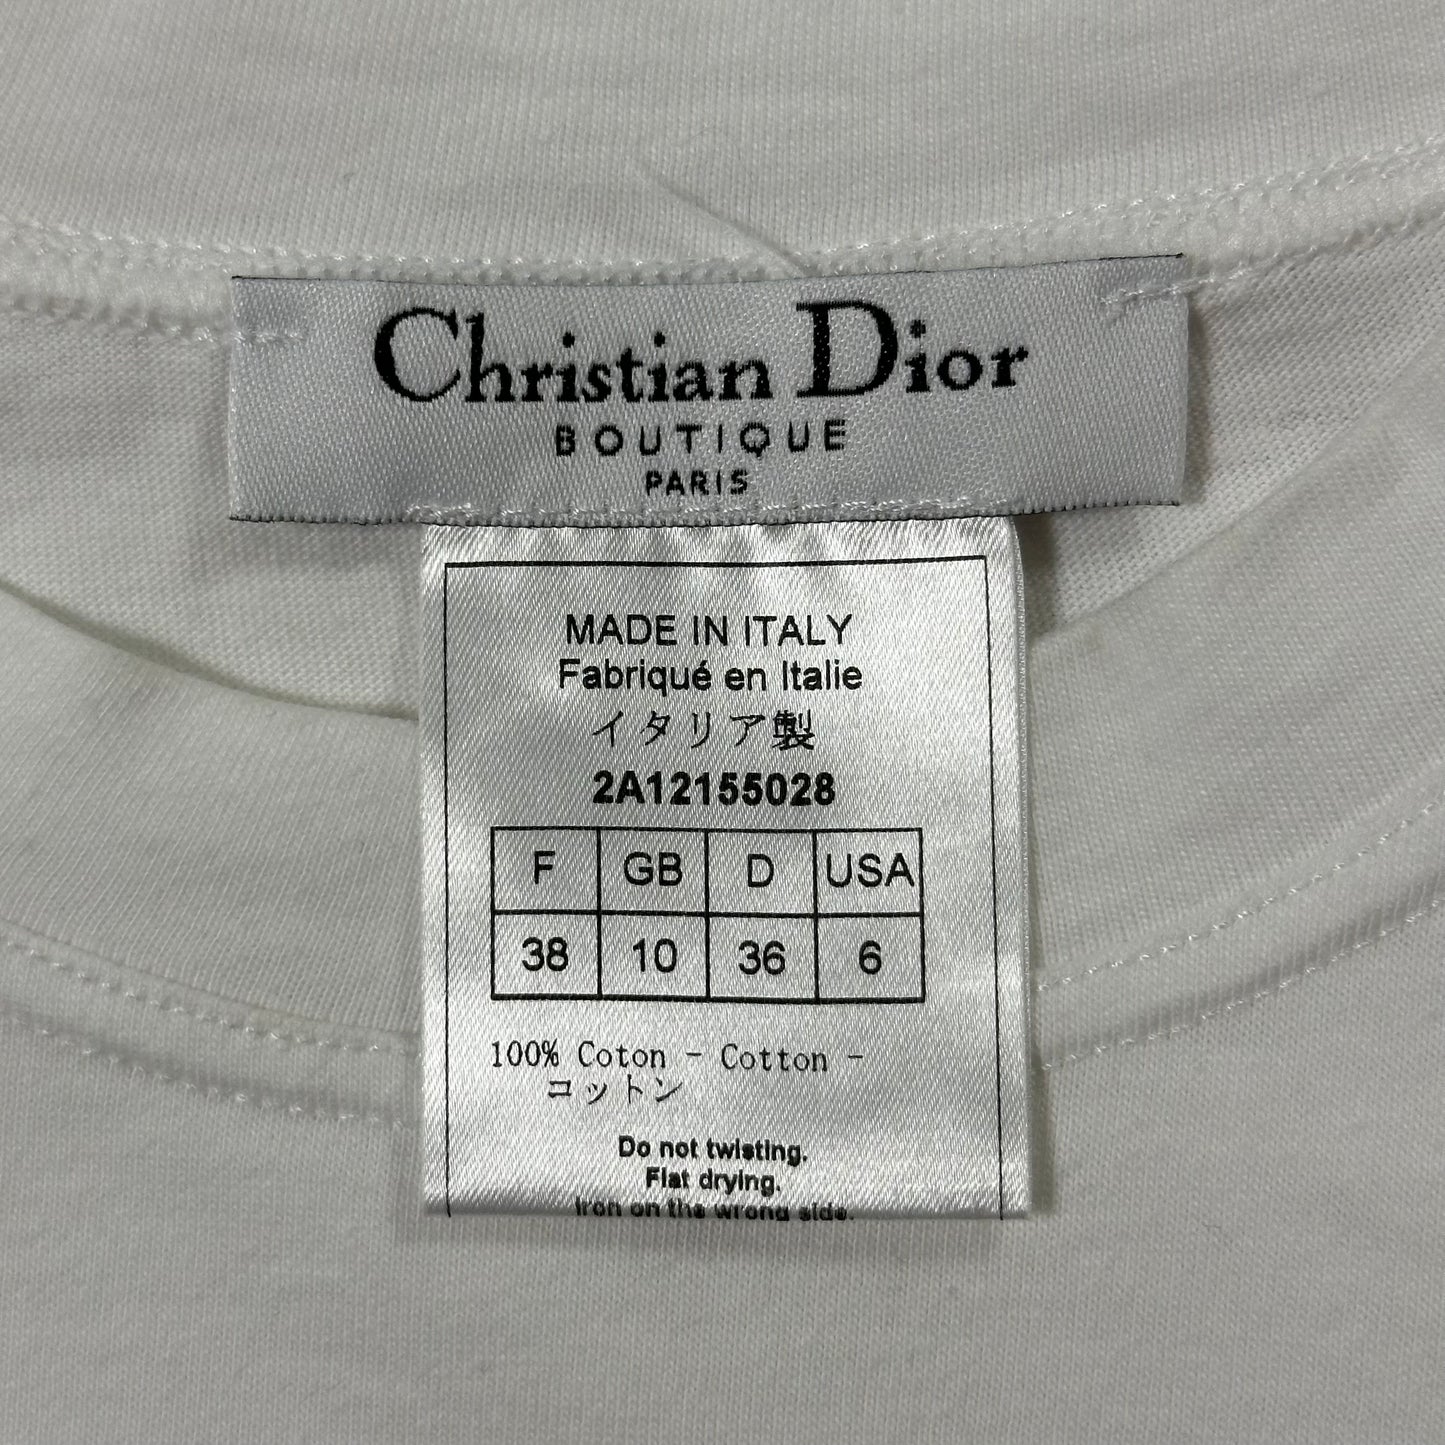 Christian Dior
BOUTIQUE
PARIS
MADE IN ITALY
Fabriqué en Italie
イタリア製
2A12155028
F GB D USA
38 10 36 6
100% Coton - Cotton -
コットン
Do not twisting.
Flat drying.
Iron on the wrong side.